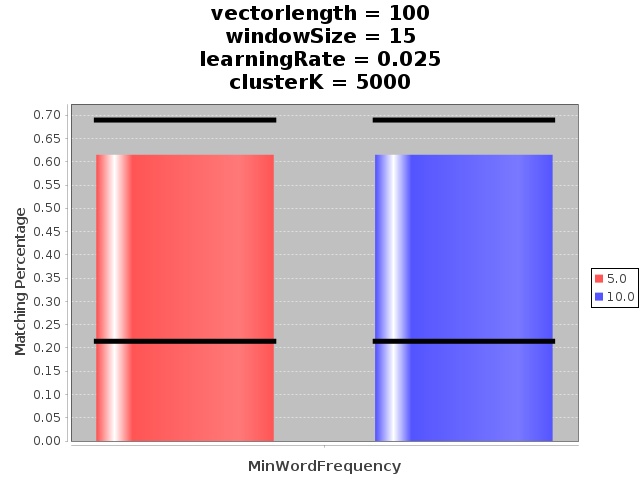 vectorlength = 100
windowSize = 15
learningRate = 0.025
clusterK = 5000
0.70
0.65
0.60
0.55
0.50
0.45
0.40
0.35
0.30
0.25
0.20
0.15
0.10
0.05
0.00
Matching Percentage
MinWordFrequency
5.0
10.0